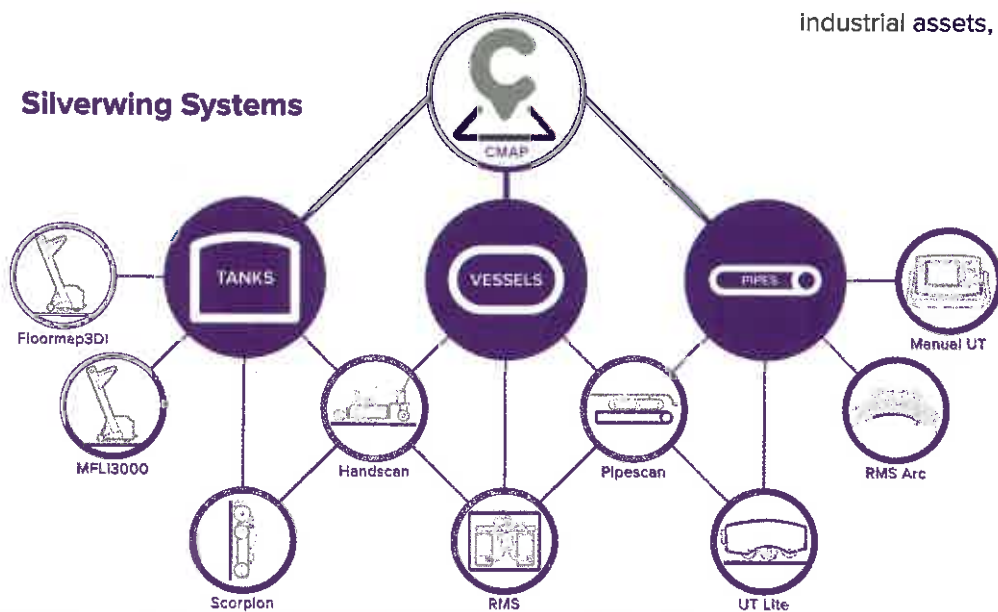 industrial assets,
Silverwing Systems
CMAP
TANKS
VESSELS
PIPES
Floormap3Di
Manual UT
MFLi3000
Handscan
Pipescan
RMS Arc
Scorpion
RMS
UT Lite